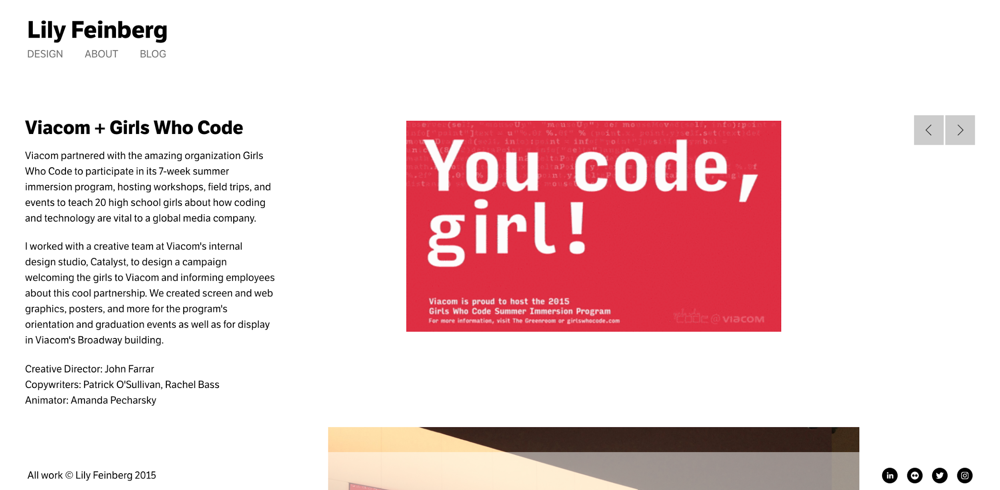 Lily Feinberg
DESIGN ABOUT BLOG
Viacom + Girls Who Code
Viacom partnered with the amazing organization Girls
Who Code to participate in its 7-week summer
immersion program, hosting workshops, field trips, and
events to teach 20 high school girls about how coding
and technology are vital to a global media company.
I worked with a creative team at Viacom's internal
design studio, Catalyst, to design a campaign
welcoming the girls to Viacom and informing employees
about this cool partnership. We created screen and web
graphics, posters, and more for the program's
orientation and graduation events as well as for display
in Viacom's Broadway building.
Creative Director: John Farrar
Copywriters: Patrick O'Sullivan, Rachel Bass
Animator: Amanda Pecharsky
You code,
girl!
Viacom is proud to host the 2015
Girls Who Code Summer Immersion Program
For more information, visit The Greenroom or girlswhocode.com
@ VIACOM
All work © Lily Feinberg 2015
in